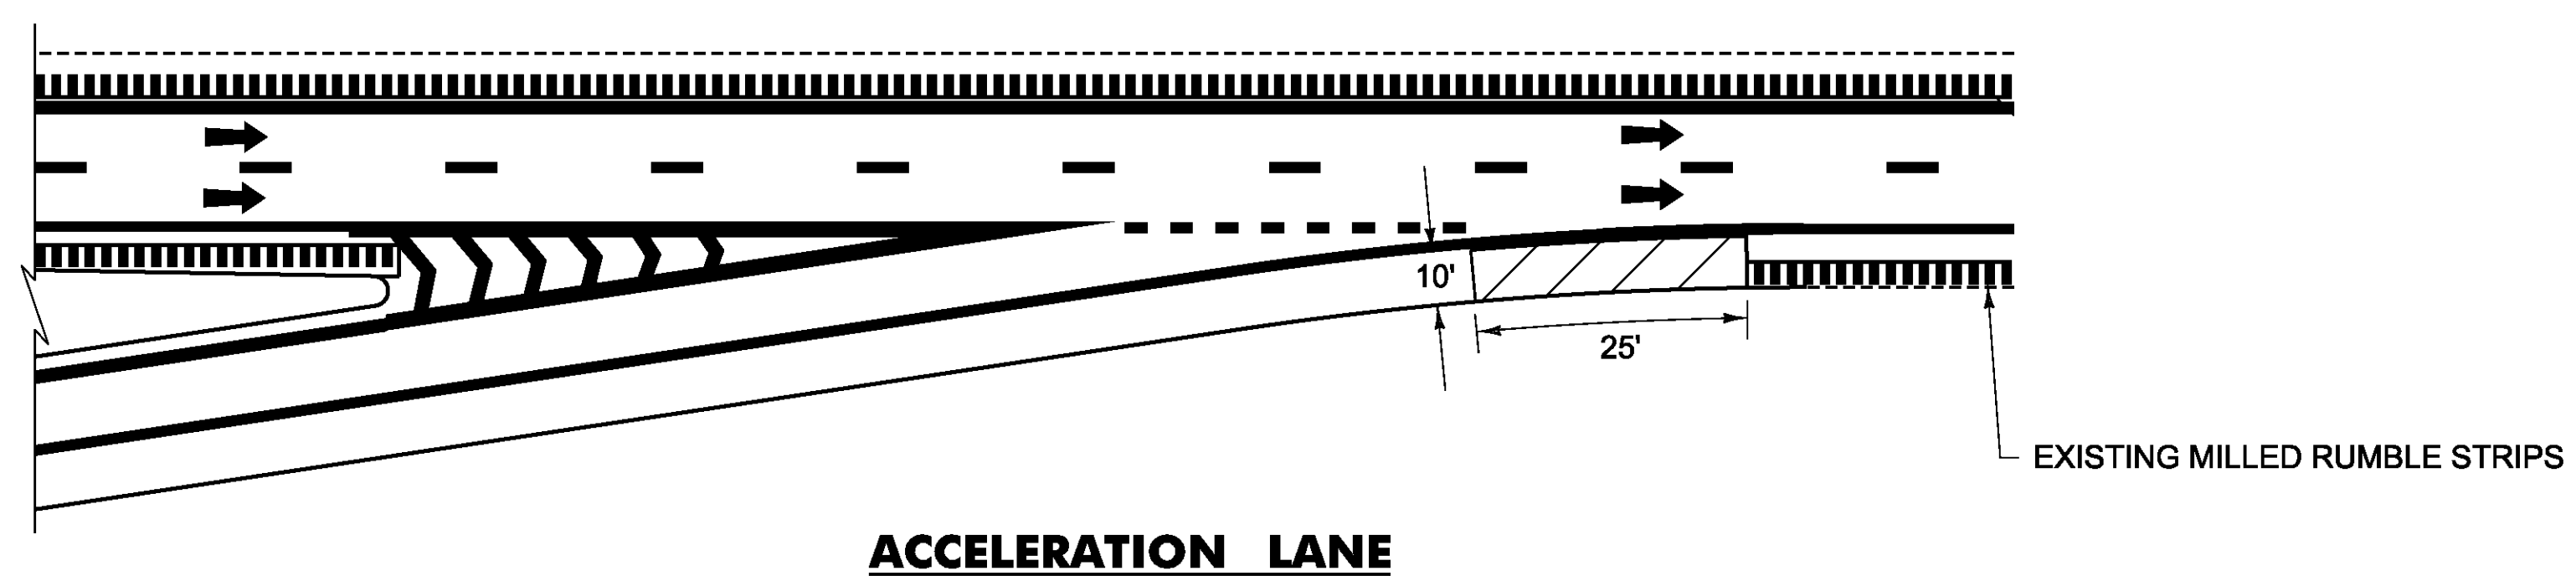 10'
25'
EXISTING MILLED RUMBLE STRIPS
ACCELERATION LANE